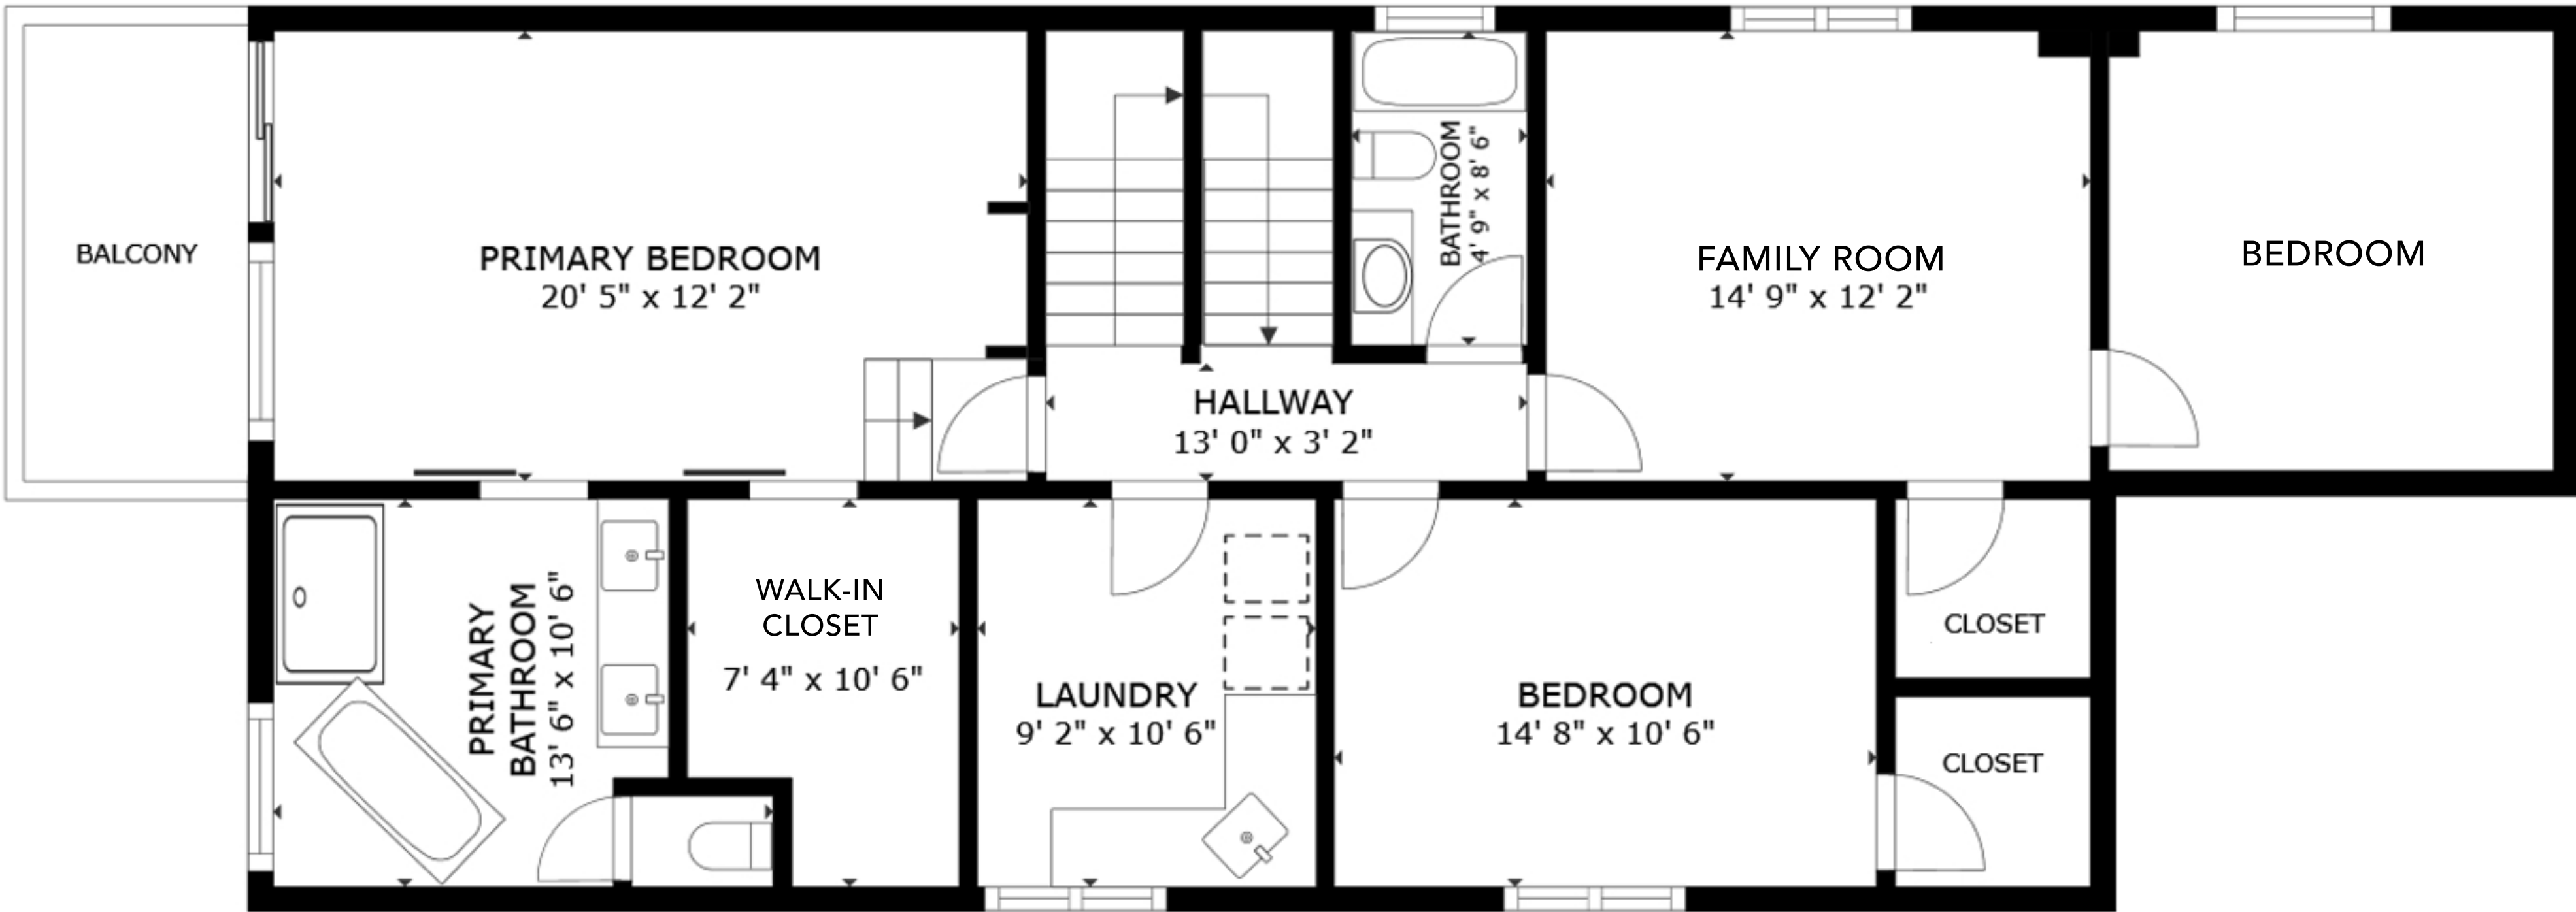 BALCONY
PRIMARY BEDROOM
20' 5" x 12' 2"
BATHROOM
4' 9" x 8' 6"
FAMILY ROOM
14' 9" x 12' 2"
BEDROOM
HALLWAY
13' 0" x 3' 2"
PRIMARY
BATHROOM
13' 6" x 10' 6"
WALK-IN
CLOSET
7' 4" x 10' 6"
LAUNDRY
9' 2" x 10' 6"
BEDROOM
14' 8" x 10' 6"
CLOSET
CLOSET